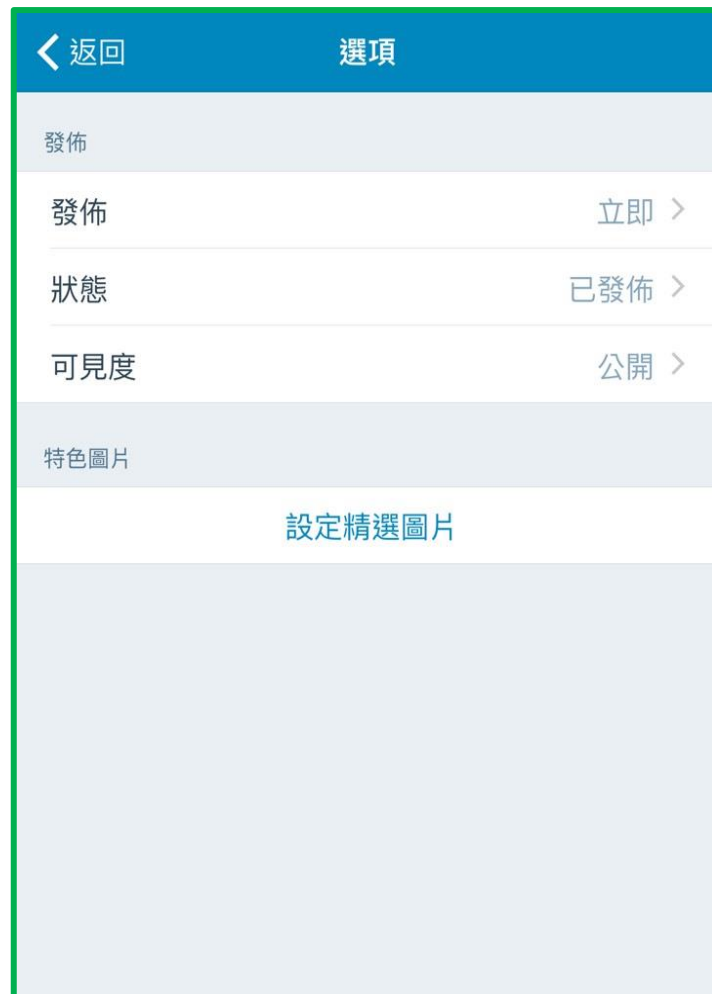 返回 選項
發佈
發佈 立即
狀態 已發佈
可見度 公開
特色圖片
設定精選圖片